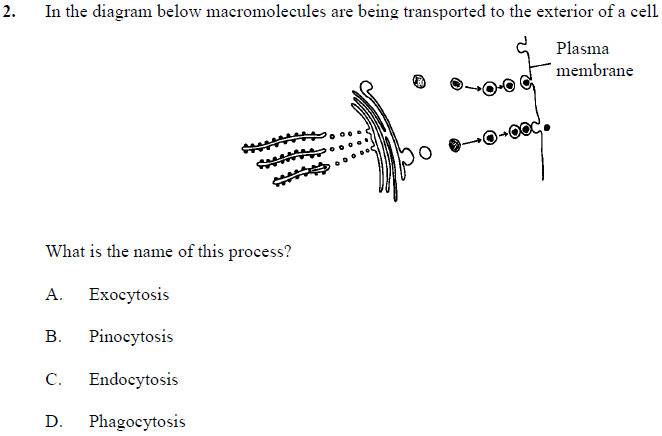 2. In the diagram below macromolecules are being transported to the exterior of a cell
Plasma
membrane
What is the name of this process?
A. Exocytosis
B. Pinocytosis
C. Endocytosis
D. Phagocytosis